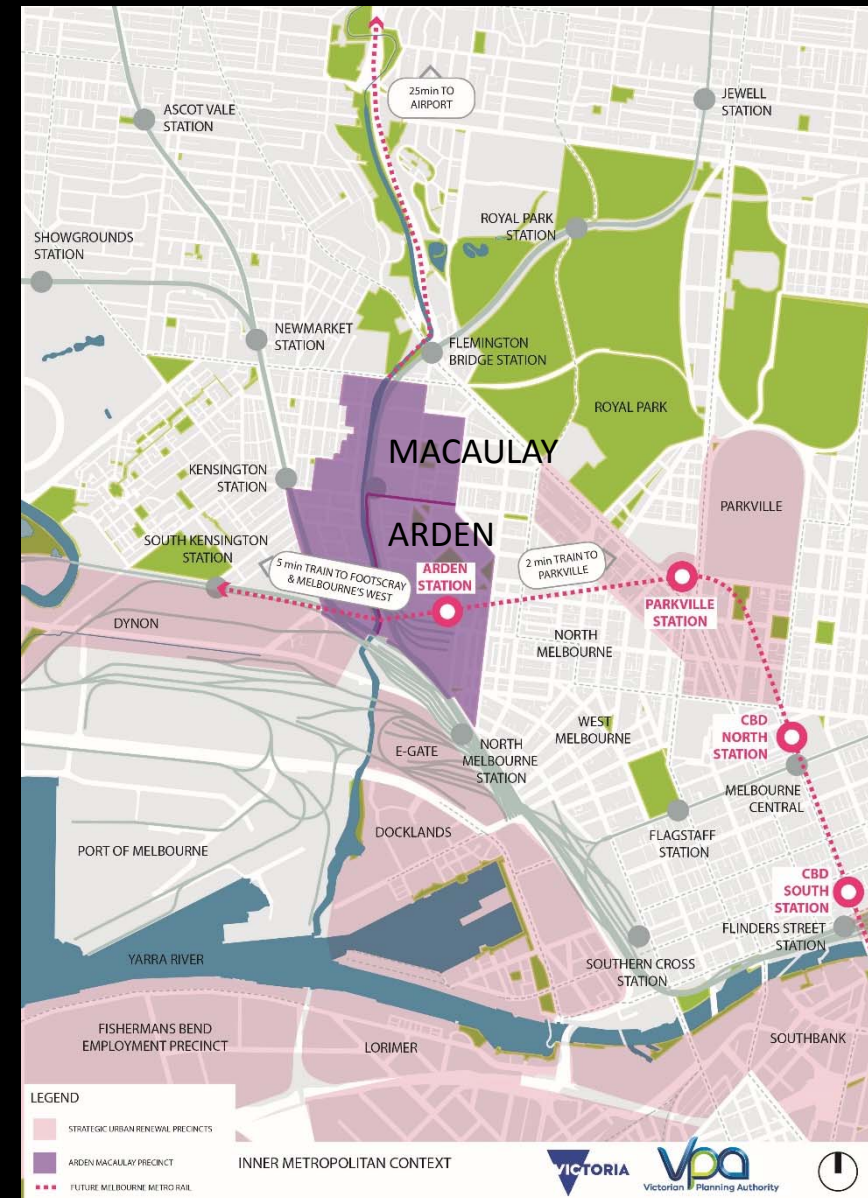 25min TO
AIRPORT
ASCOT VALE
STATION
JEWELL
STATION
ROYAL PARK
STATION
SHOWGROUNDS
STATION
NEWMARKET
STATION
FLEMINGTON
BRIDGE STATION
ROYAL PARK
MACAULAY
KENSINGTON
STATION
PARKVILLE
ARDEN
SOUTH KENSINGTON
STATION
5 min TRAIN TO FOOTSCRAY
& MELBOURNE'S WEST
ARDEN
STATION
2 min TRAIN TO
PARKVILLE
PARKVILLE
STATION
DYNON
NORTH
MELBOURNE
WEST
MELBOURNE
CBD
NORTH
STATION
E-GATE
NORTH
MELBOURNE
STATION
MELBOURNE
CENTRAL
DOCKLANDS
FLAGSTAFF
STATION
PORT OF MELBOURNE
CBD
SOUTH
STATION
FLINDERS STREET
STATION
YARRA RIVER
SOUTHERN CROSS
STATION
FISHERMANS BEND
EMPLOYMENT PRECINCT
LORIMER
SOUTHBANK
LEGEND
STRATEGIC URBAN RENEWAL PRECINCTS
ARDEN MACAULAY PRECINCT
FUTURE MELBOURNE METRO RAIL
INNER METROPOLITAN CONTEXT
VICTORIA
vpa
Victorian Planning Authority